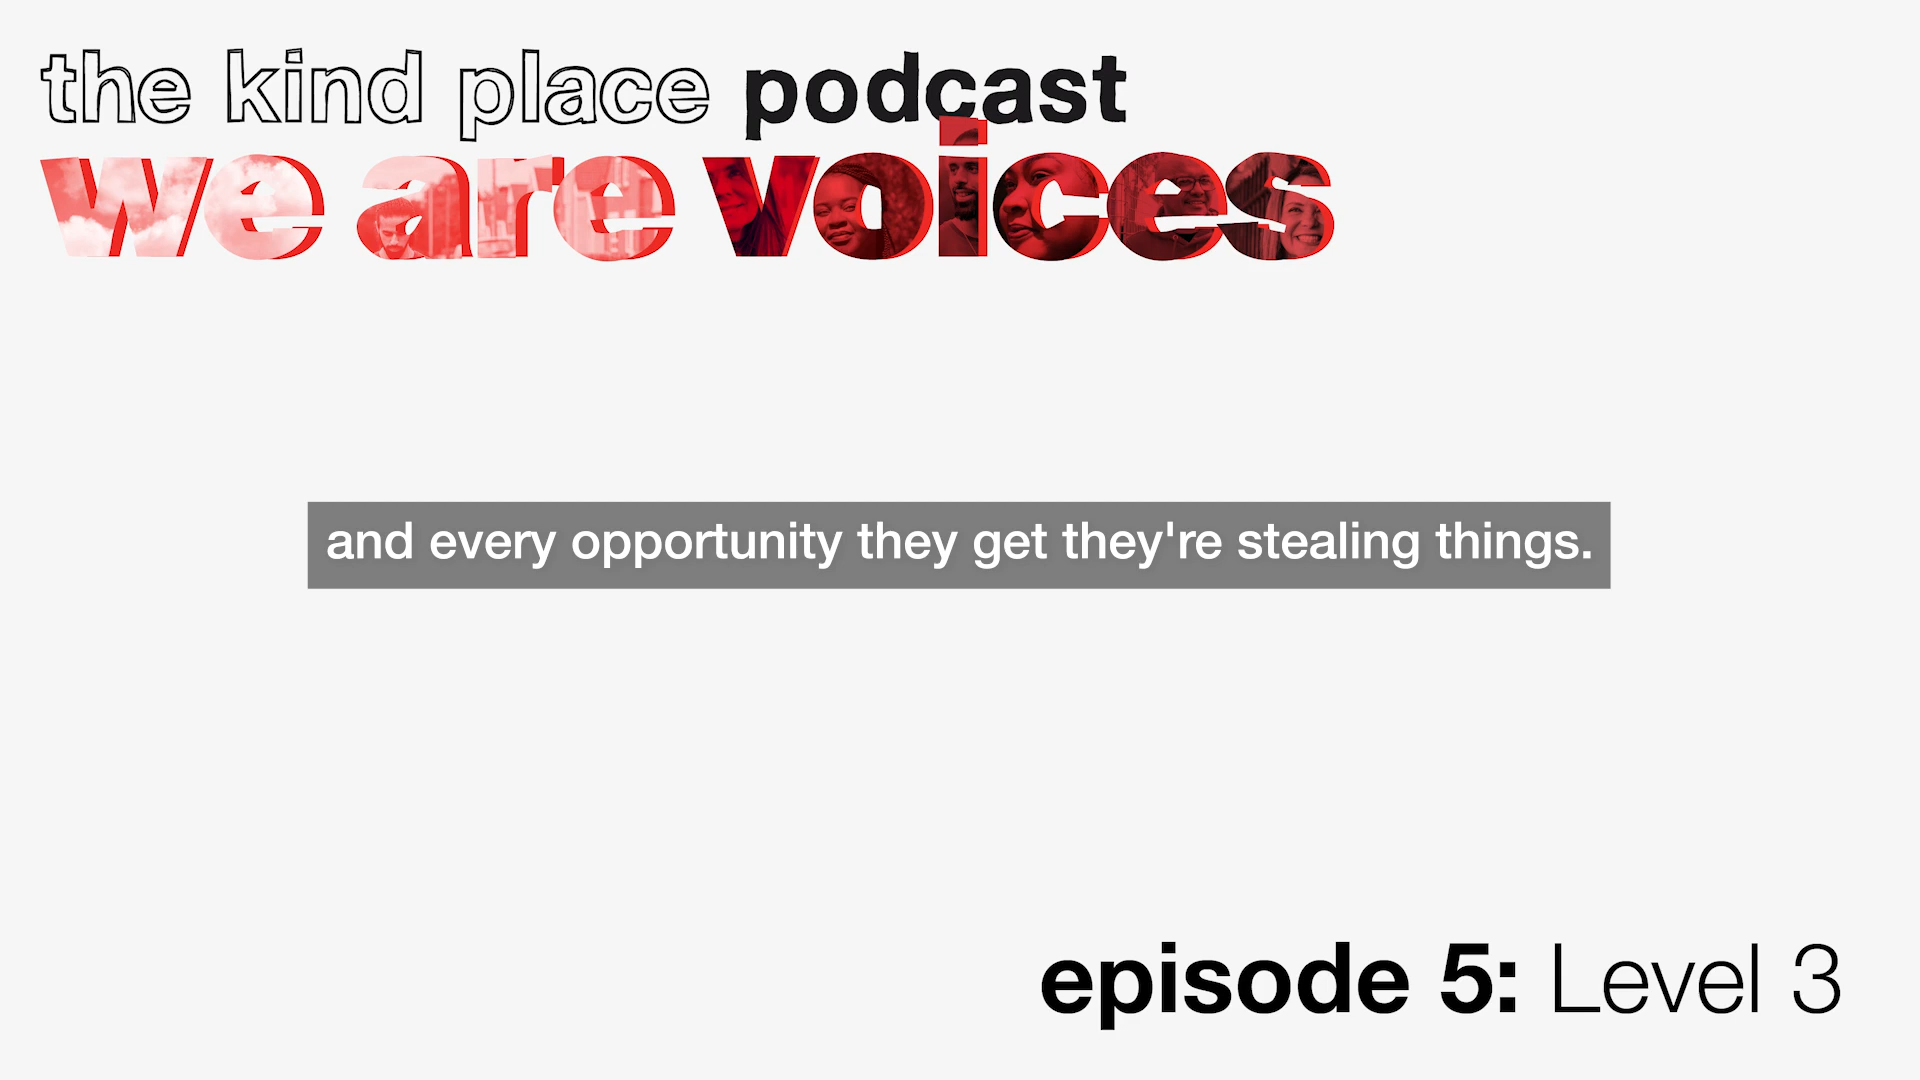 the kind place podcast
we are voices
and every opportunity they get they're stealing things.
episode 5: Level 3